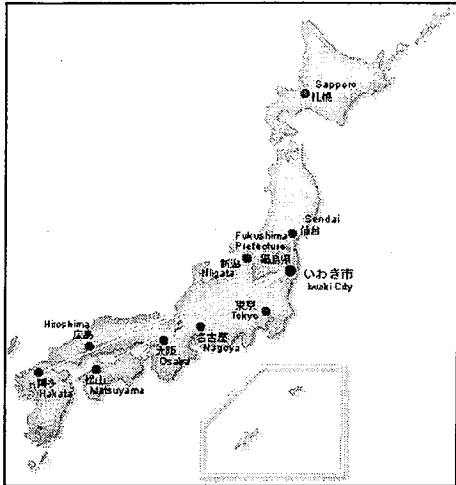 Sapporo
札幌
Sendai
仙台
Fukushima
Prefecture
福島県
新潟
Niigata
いわき市
Iwaki City
東京
Tokyo
Hiroshima
広島
名古屋
Nagoya
大阪
Osaka
博多
Hakata
松山
Matsuyama